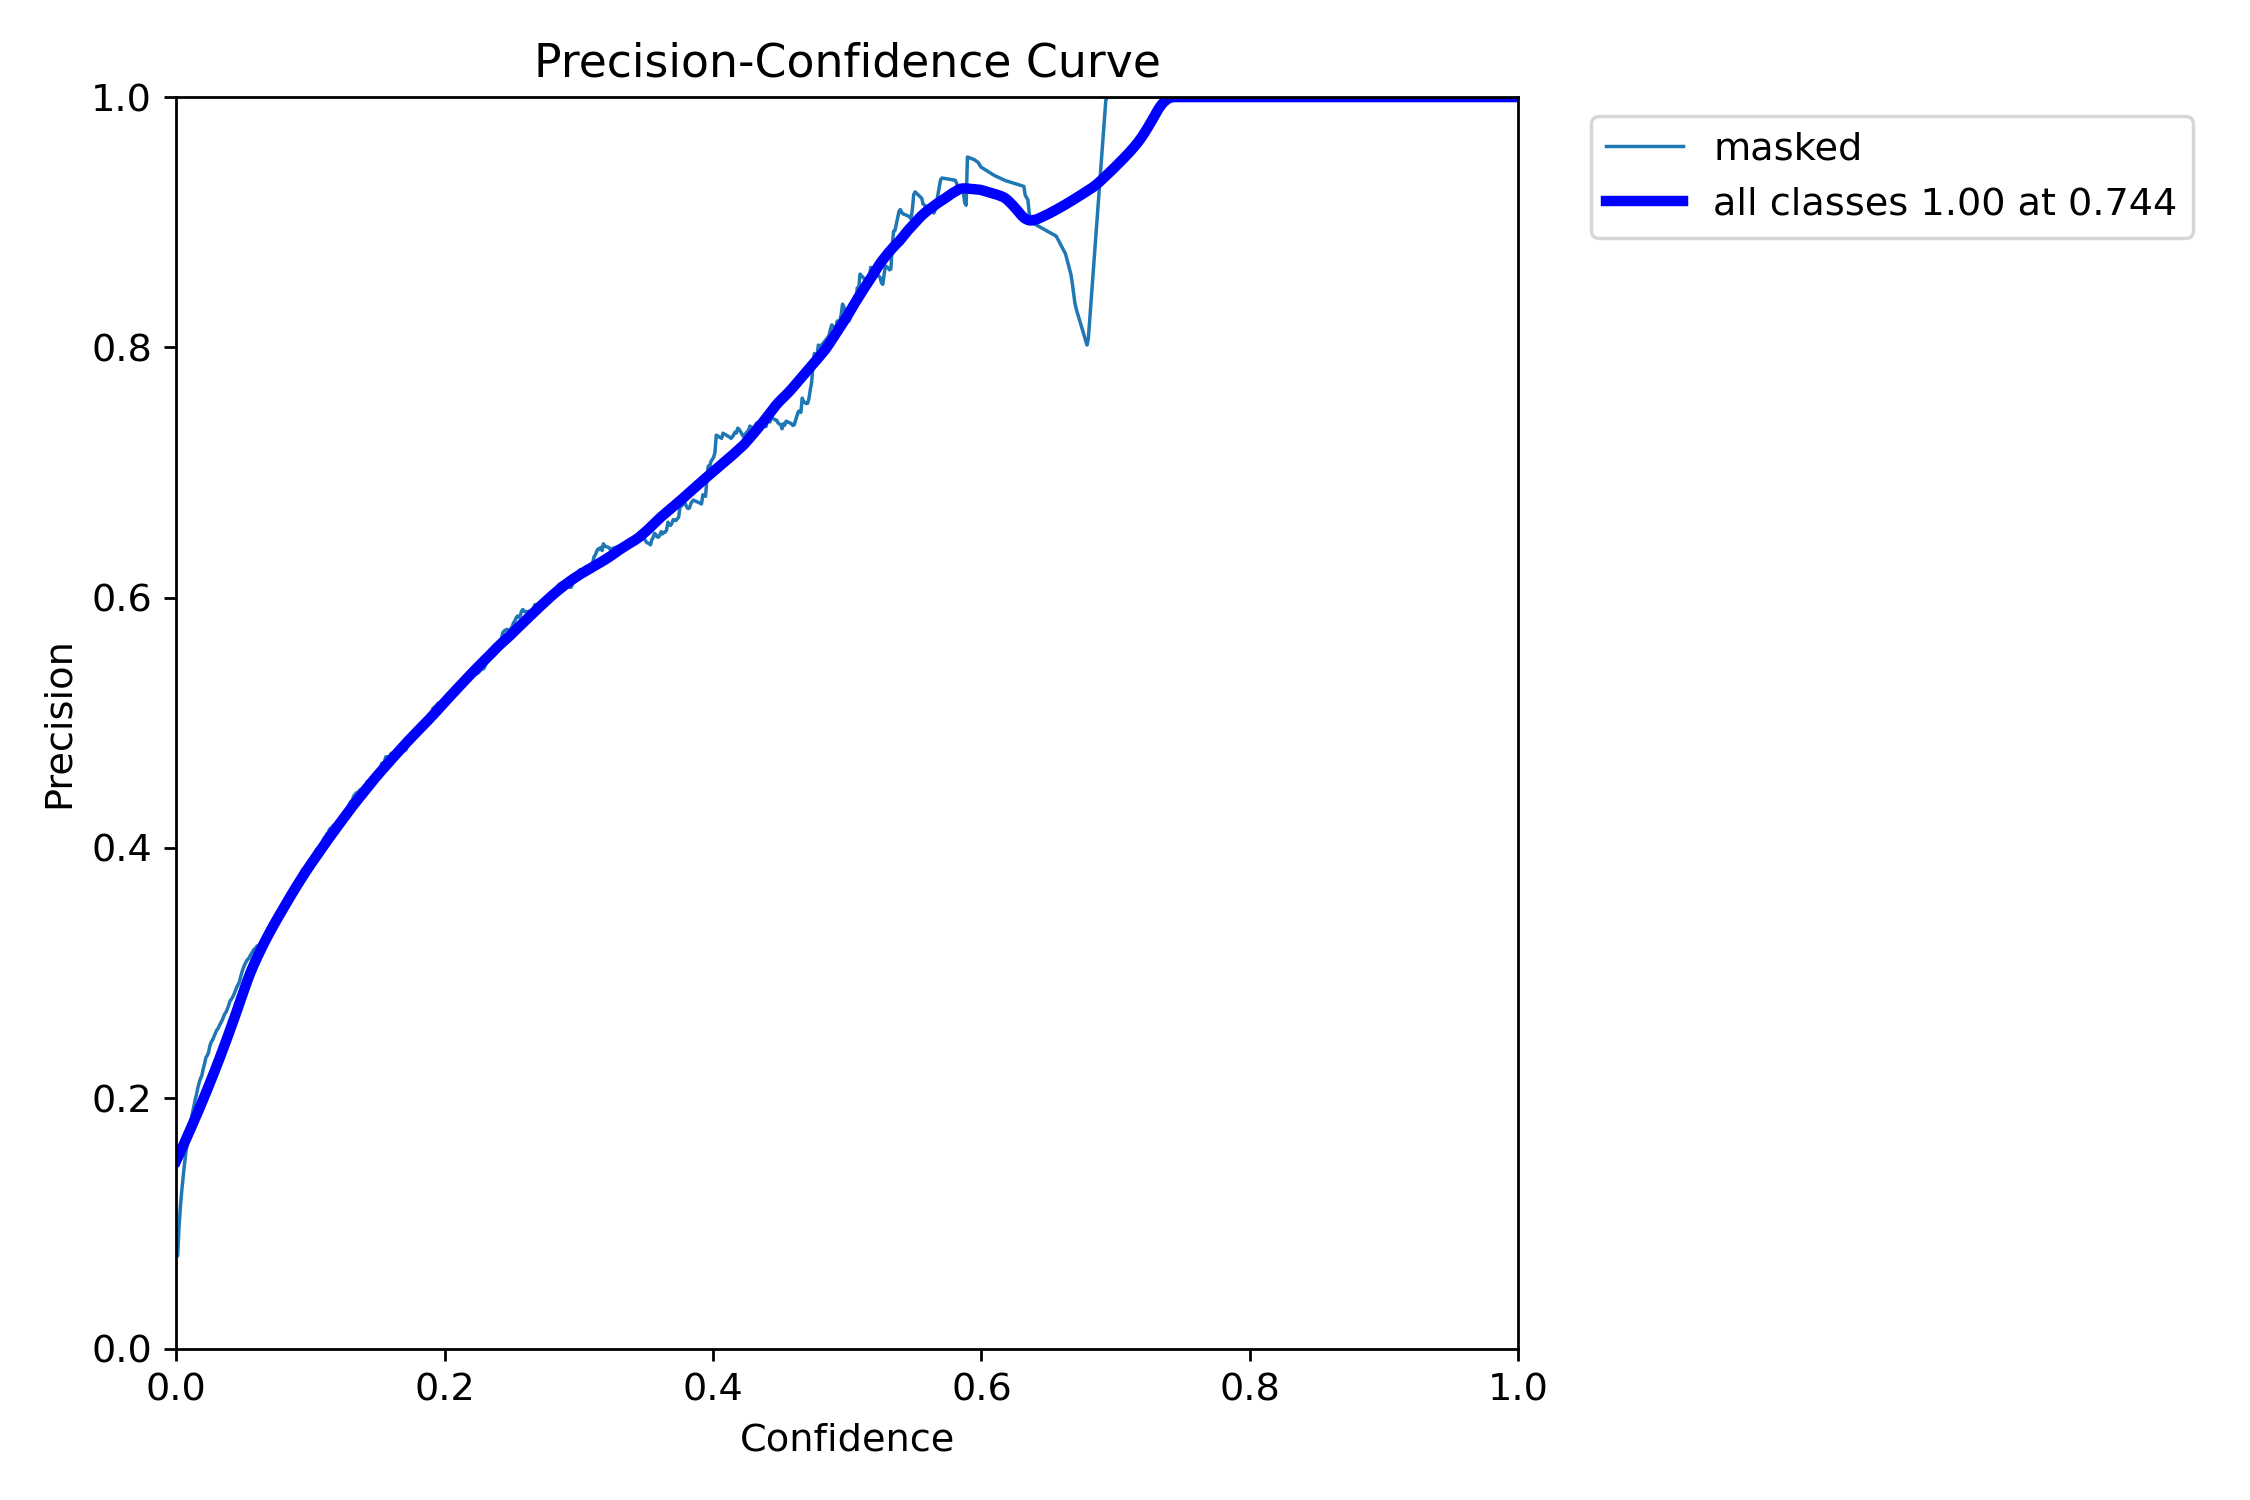 Precision-Confidence Curve
masked
all classes 1.00 at 0.744
Precision
1.0
0.8
0.6
0.4
0.2
0.0
0.0 0.2 0.4 0.6 0.8 1.0
Confidence